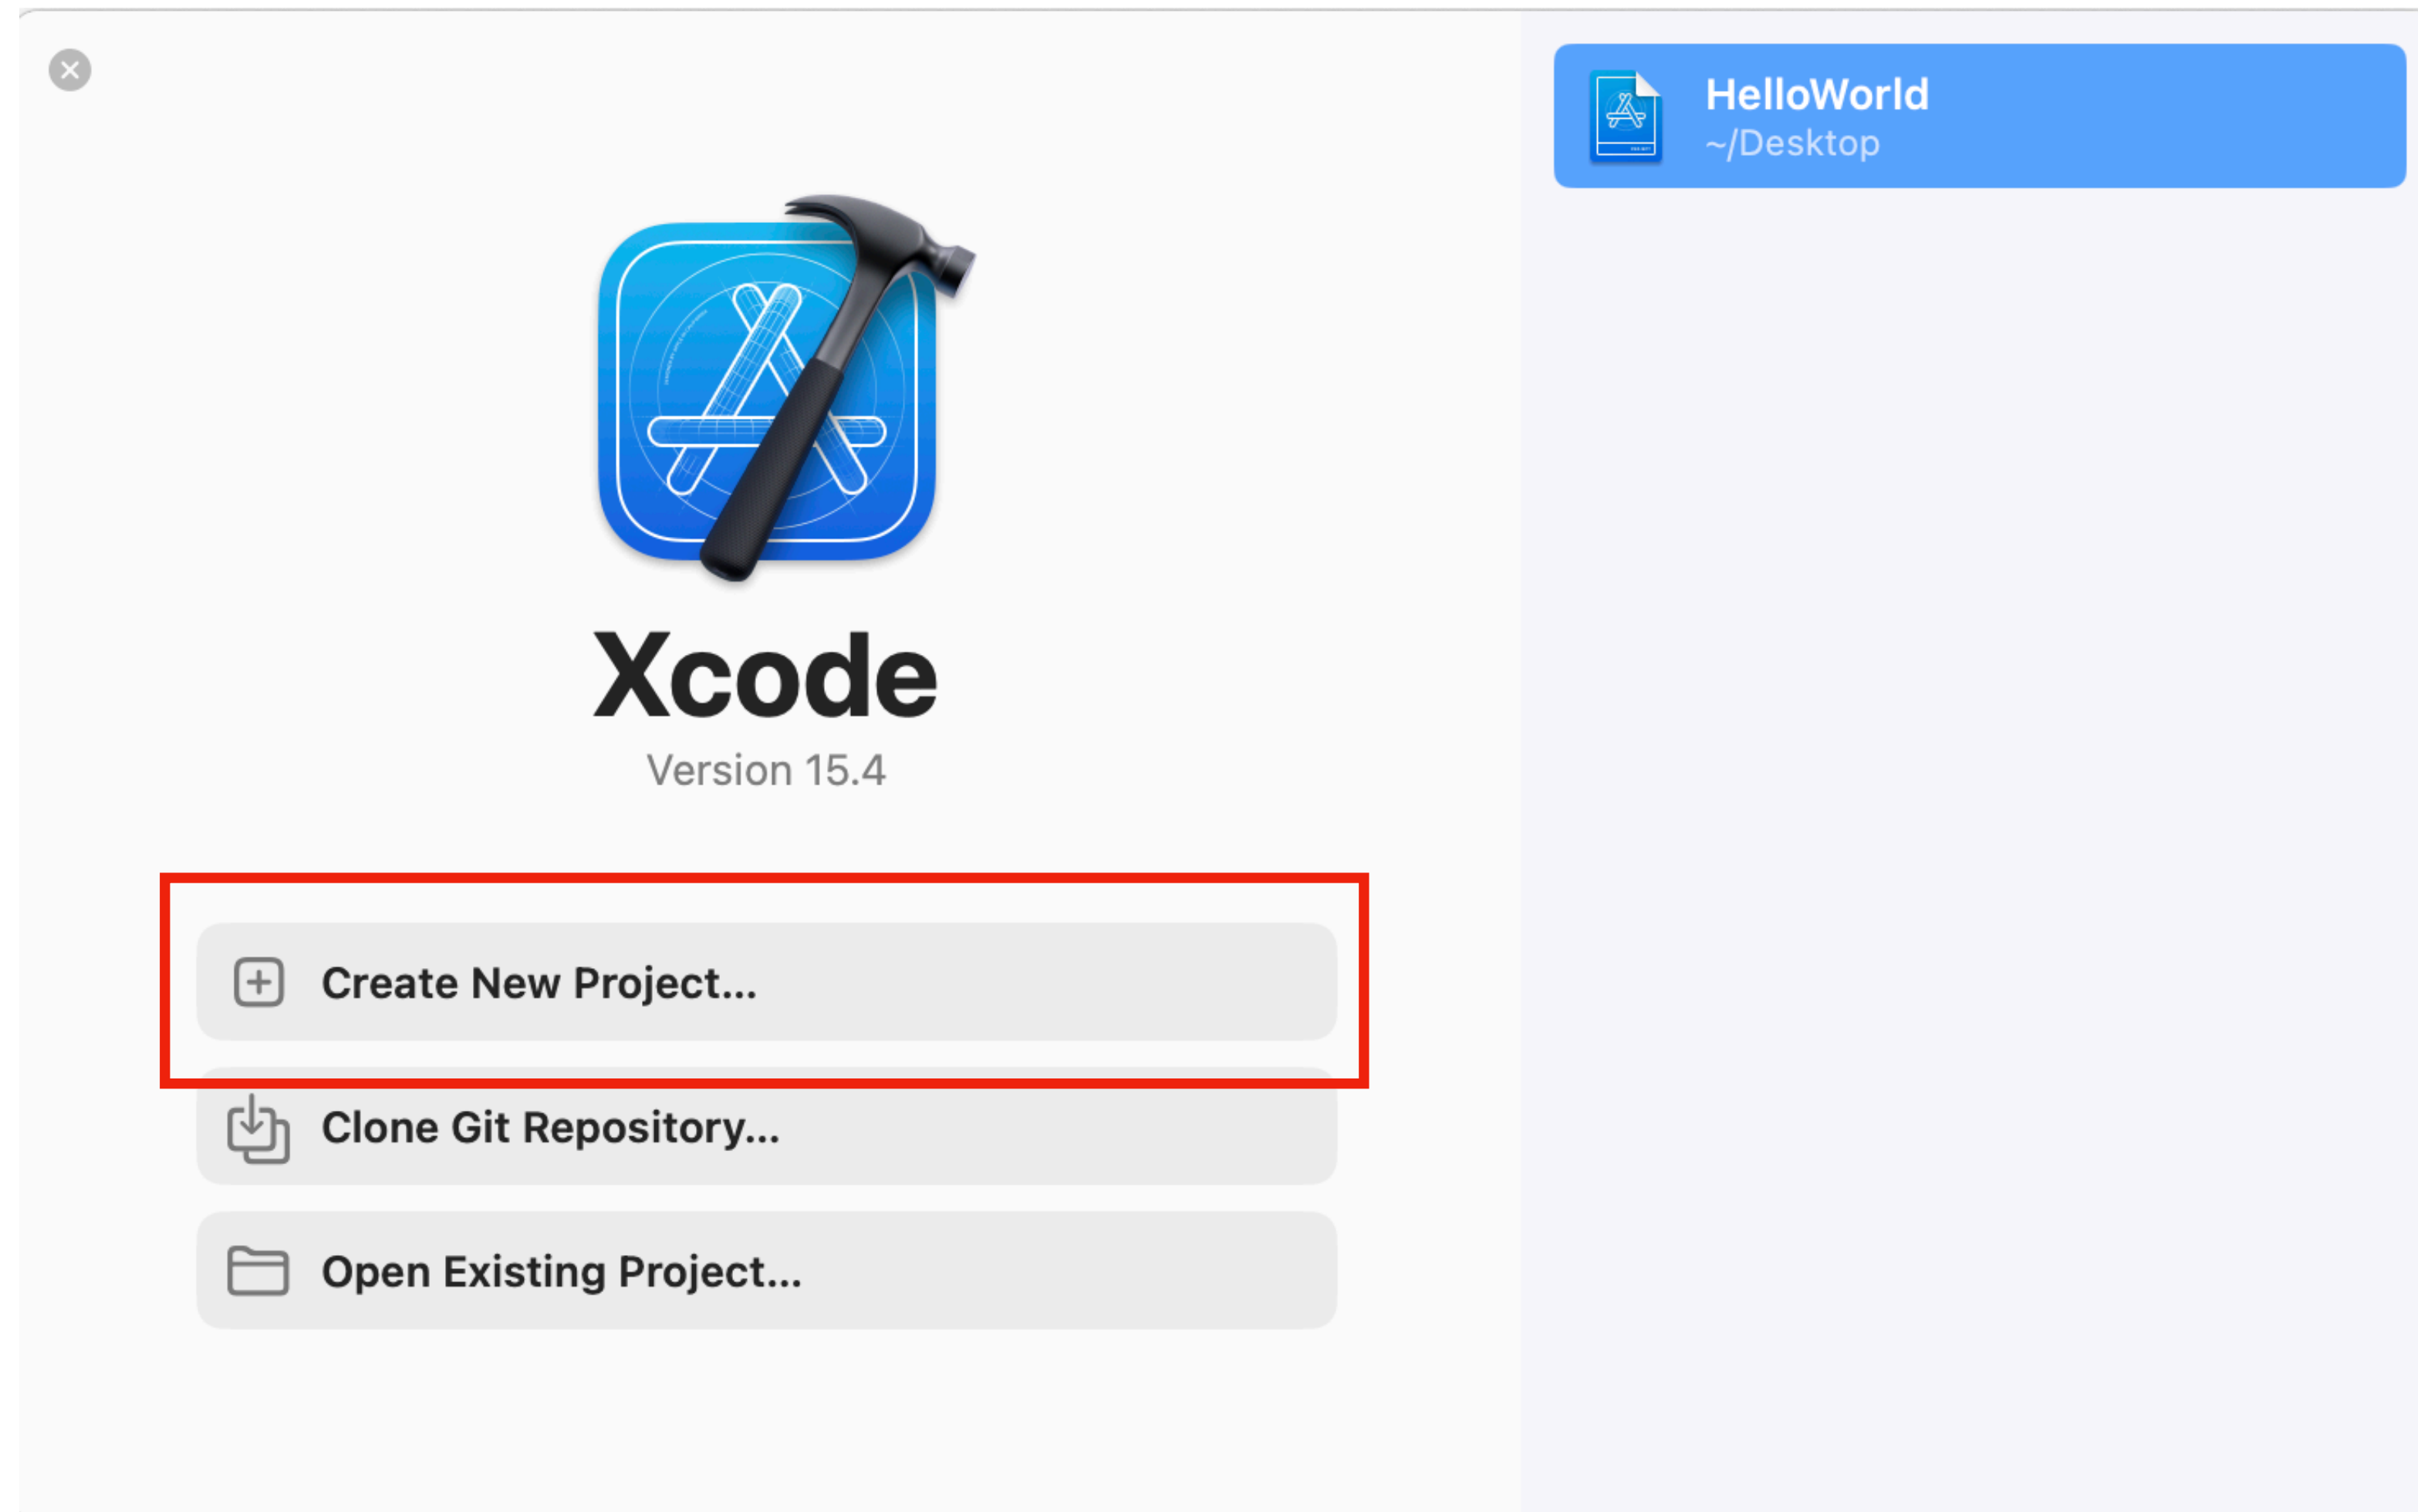 HelloWorld
~/Desktop
Xcode
Version 15.4
Create New Project...
Clone Git Repository...
Open Existing Project...